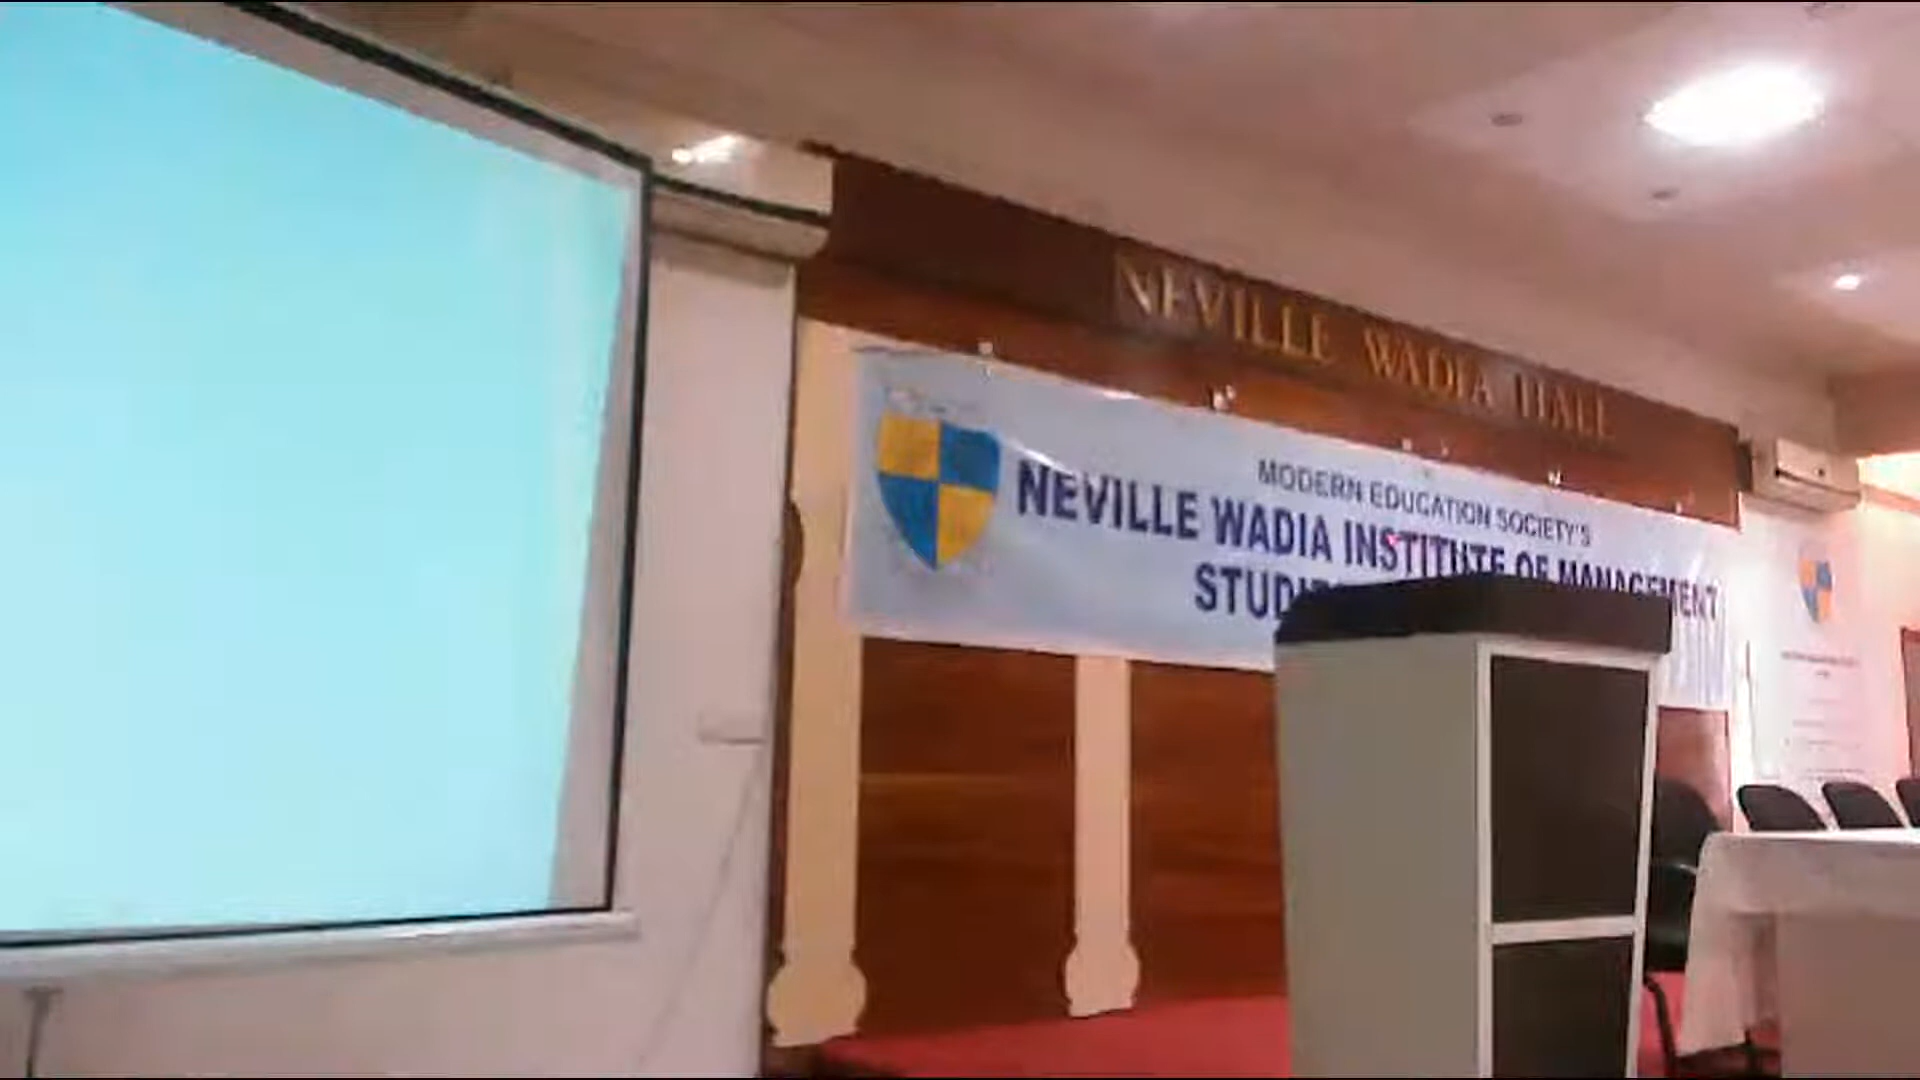 NEVILLE WADIA HALL
MODERN EDUCATION SOCIETY'S
NEVILLE WADIA INSTITUTE OF MANAGEMENT